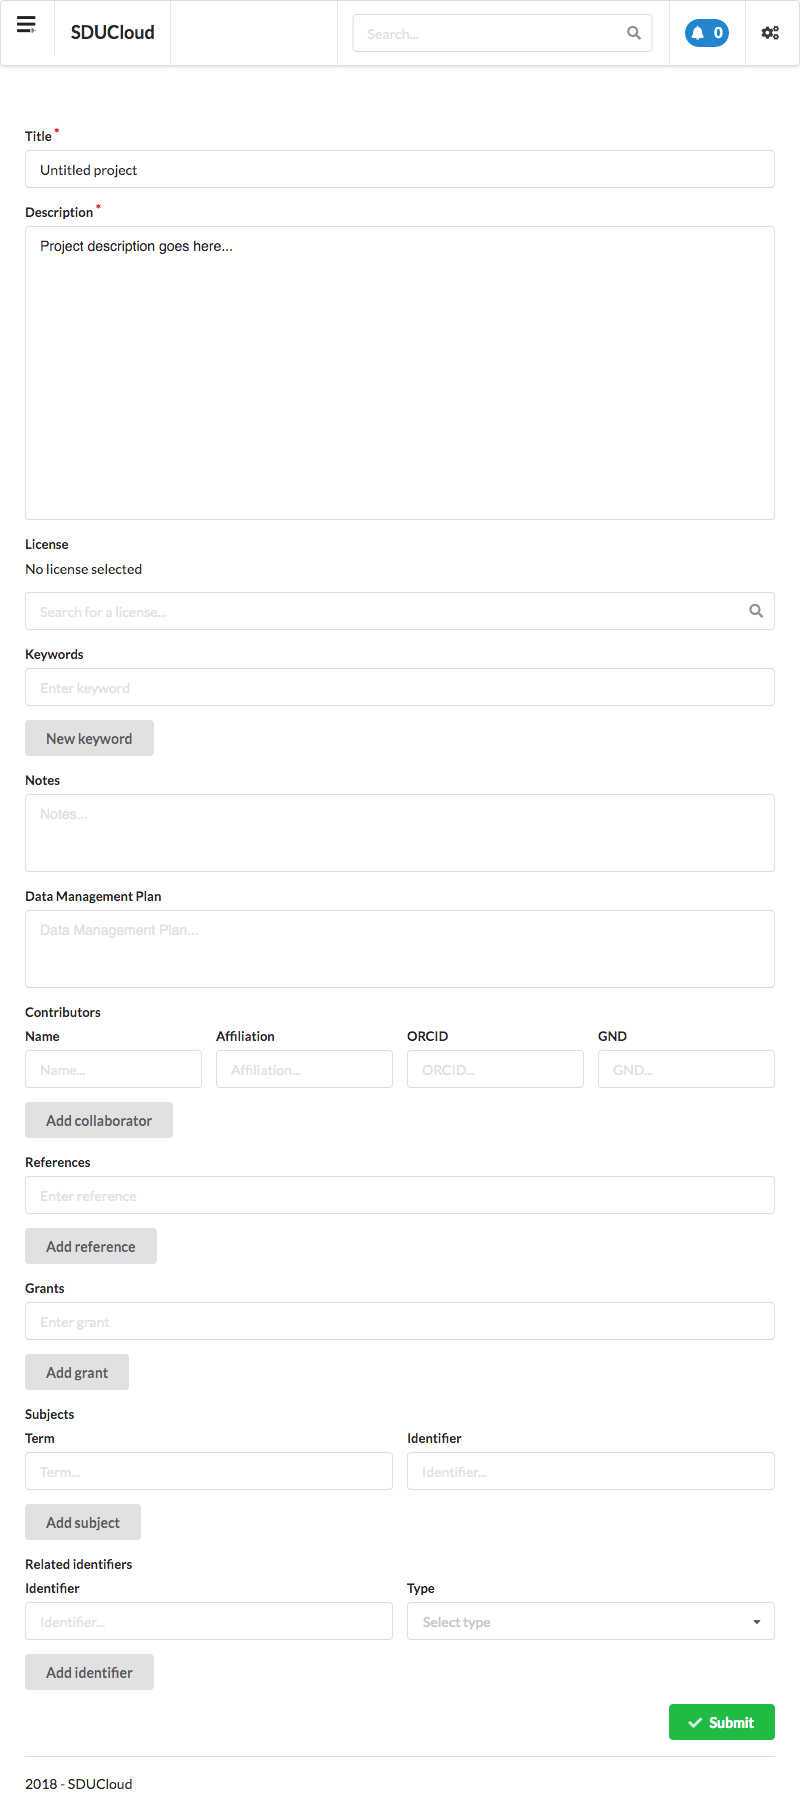 SDUCloud
Search...
0
Title *
Untitled project
Description *
Project description goes here...
License
No license selected
Search for a license...
Keywords
Enter keyword
New keyword
Notes
Notes...
Data Management Plan
Data Management Plan...
Contributors
Name Affiliation ORCID GND
Name... Affiliation... ORCID... GND...
Add collaborator
References
Enter reference
Add reference
Grants
Enter grant
Add grant
Subjects
Term Identifier
Term... Identifier...
Add subject
Related identifiers
Identifier Type
Identifier... Select type
Add identifier
Submit
2018 - SDUCloud